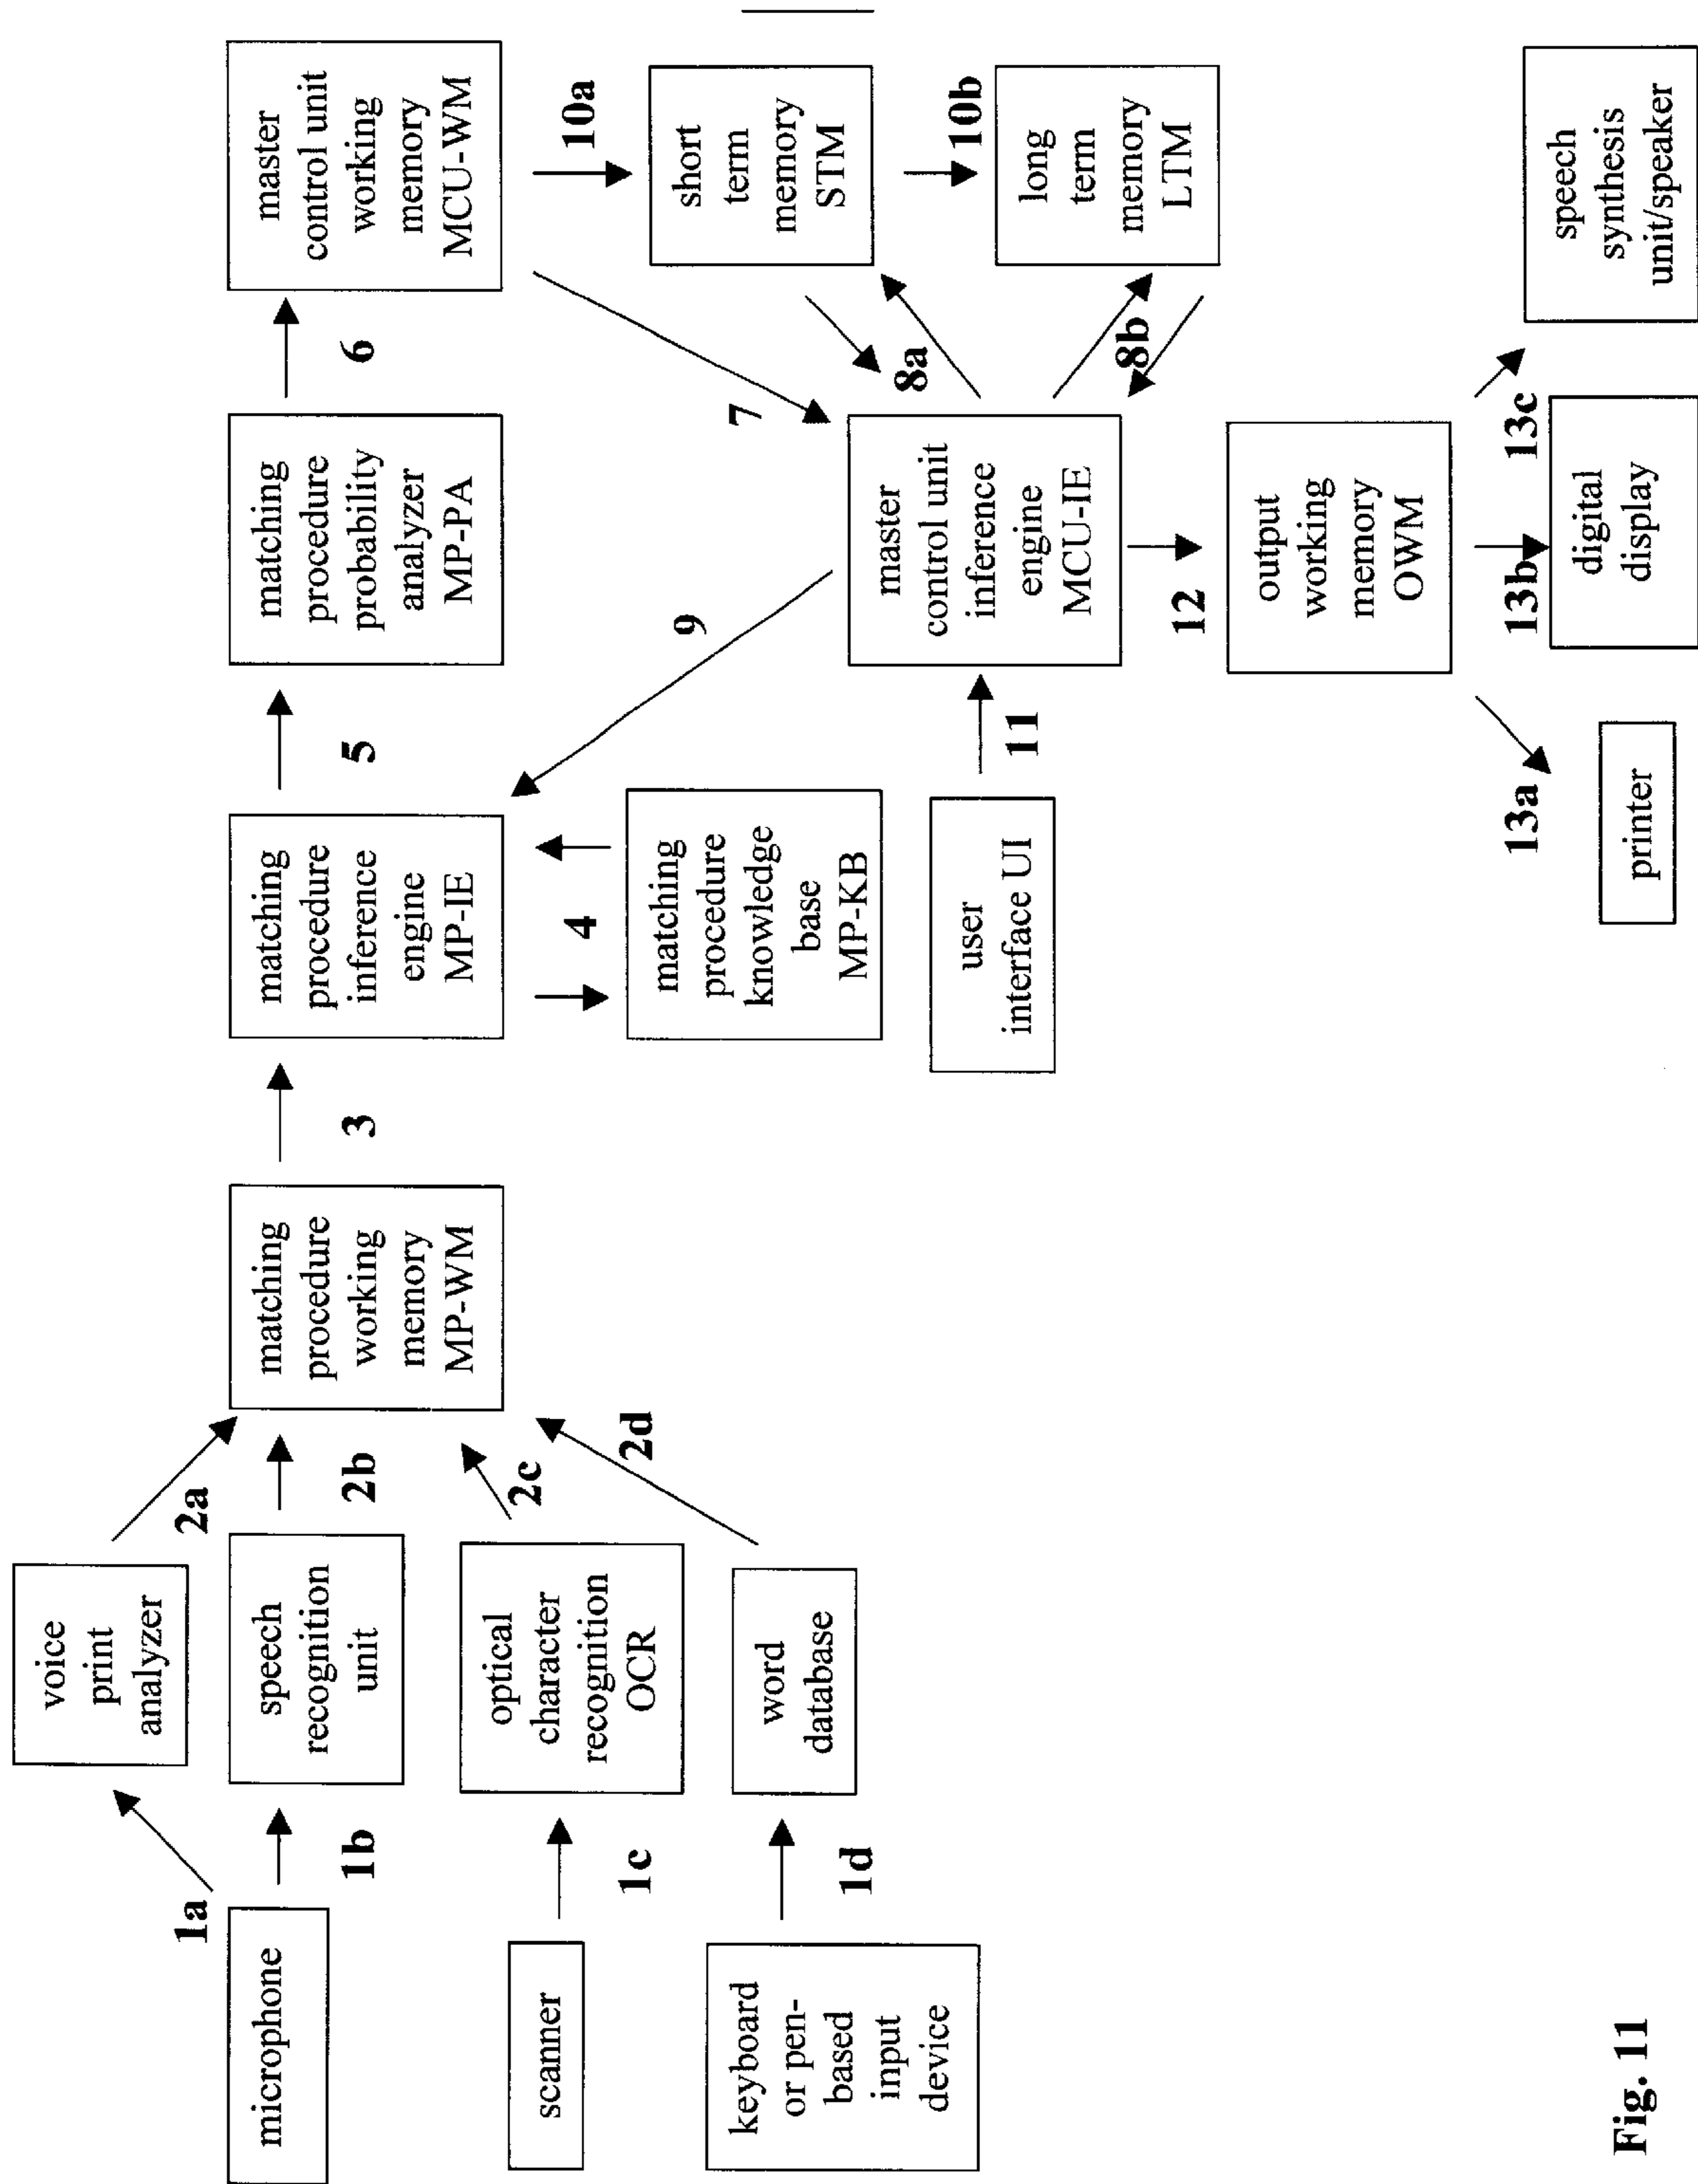 microphone
1a
1b
voice
print
analyzer
speech
recognition
unit
2a
2b
scanner
1c
optical
character
recognition
OCR
2c
keyboard
or pen-
based
input
device
1d
word
database
2d
matching
procedure
working
memory
MP-WM
3
matching
procedure
inference
engine
MP-IE
4
matching
procedure
knowledge
base
MP-KB
5
matching
procedure
probability
analyzer
MP-PA
6
master
control unit
working
memory
MCU-WM
7
9
10a
short
term
memory
STM
8a
10b
long
term
memory
LTM
8b
user
interface UI
11
master
control unit
inference
engine
MCU-IE
12
output
working
memory
OWM
13a
13b
13c
printer
digital
display
speech
synthesis
unit/speaker
Fig. 11